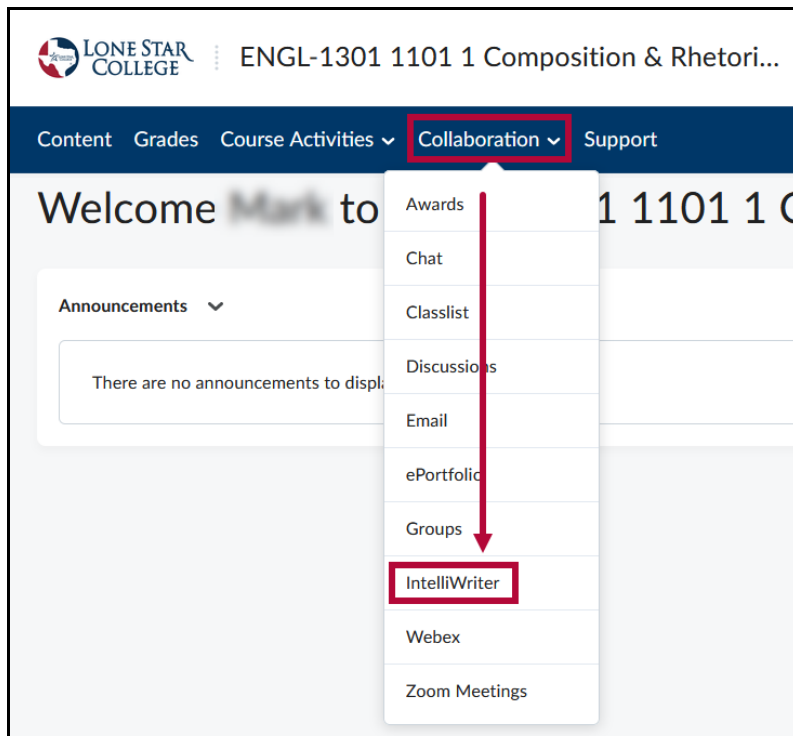 LONE STAR
COLLEGE
ENGL-1301 1101 1 Composition & Rhetori...
Content Grades Course Activities Collaboration Support
Welcome to 1 1101 1
Awards
Chat
Announcements
Classlist
Discussions
There are no announcements to displ
Email
ePortfolio
Groups
IntelliWriter
Webex
Zoom Meetings